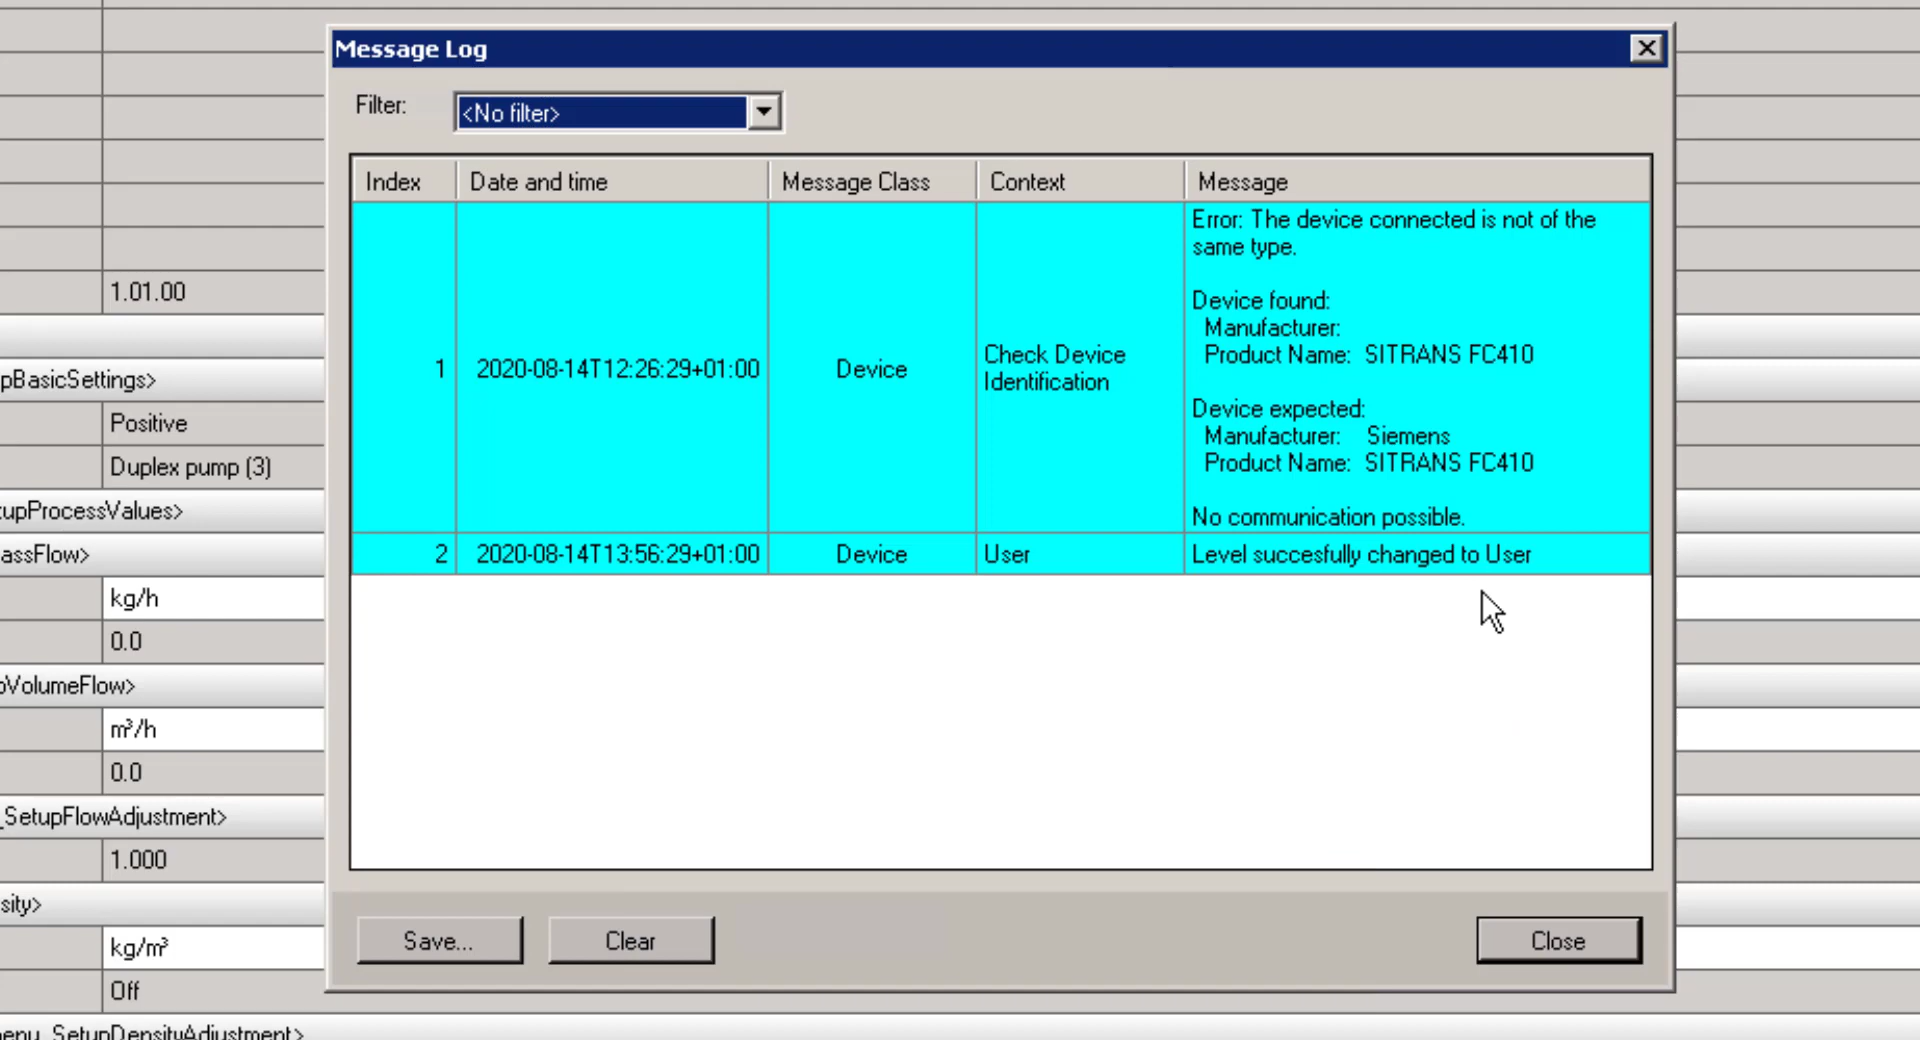 Message Log
Filter:
<No filter>
Index Date and time Message Class Context Message
1 2020-08-14T12:26:29+01:00 Device
Check Device
Identification
Error: The device connected is not of the
same type.
Device found:
Manufacturer:
Product Name: SITRANS FC410
Device expected:
Manufacturer: Siemens
Product Name: SITRANS FC410
No communication possible.
2 2020-08-14T13:56:29+01:00 Device User Level succesfully changed to User
Save... Clear Close
1.01.00
pBasicSettings>
Positive
Duplex pump (3)
tupProcessValues>
assFlow>
kg/h
0.0
oVolumeFlow>
m³/h
0.0
_SetupFlowAdjustment>
1.000
sity>
kg/m³
Off
enu_SetupDensityAdjustment>